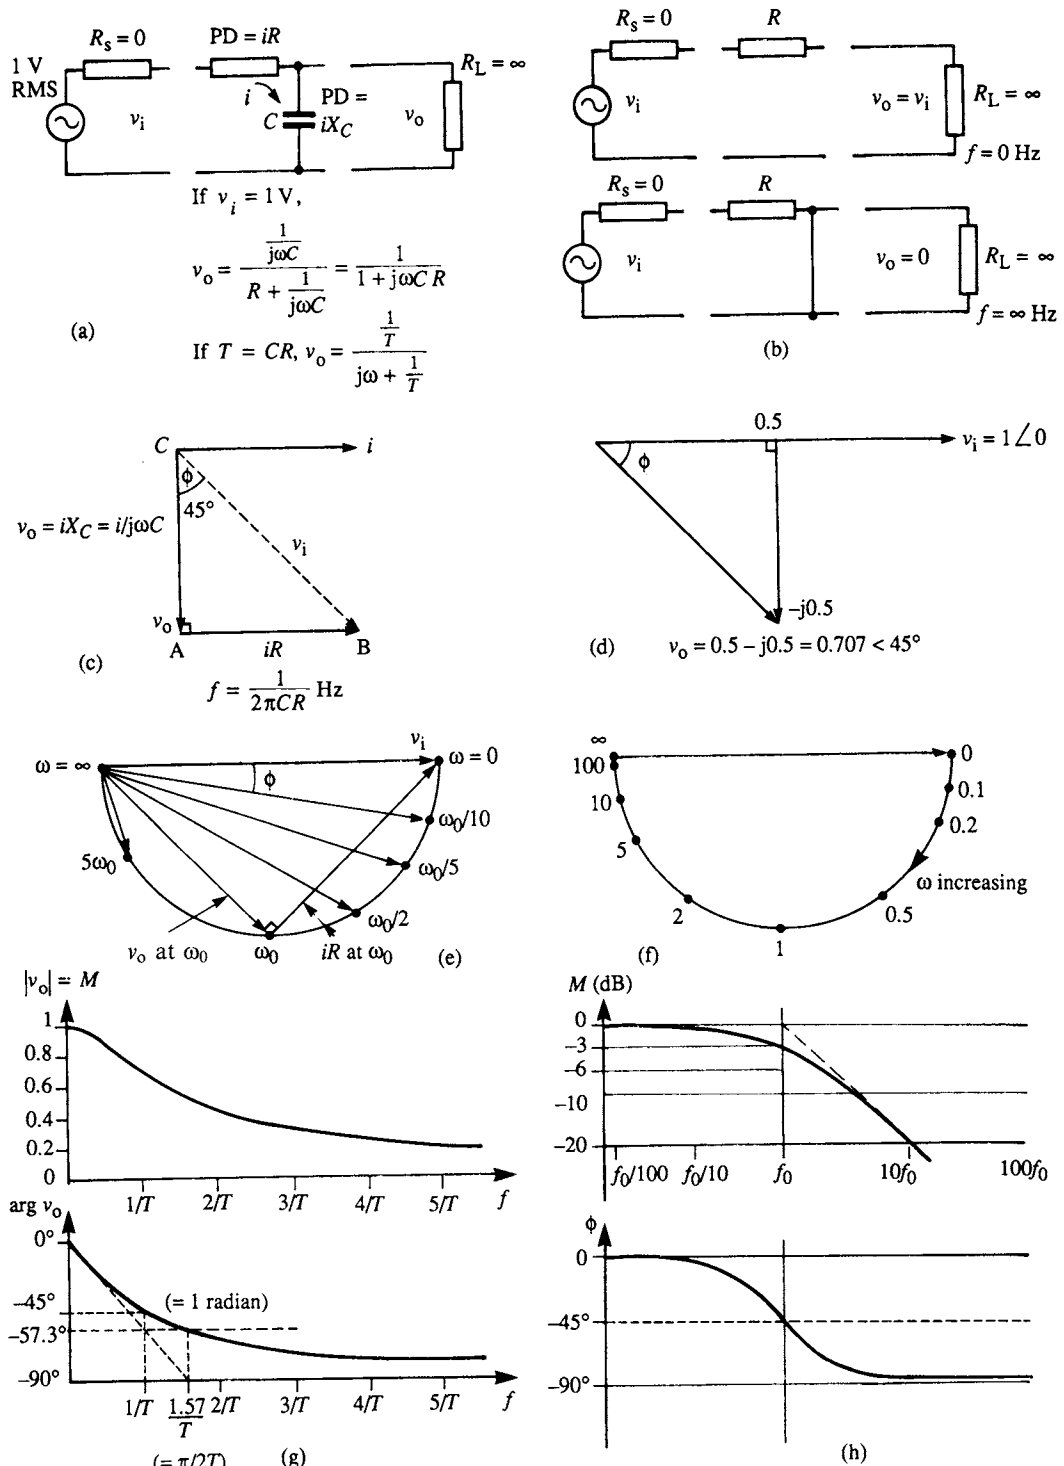 R_s = 0
PD = iR
1 V
RMS
v_i
i
C
PD =
iX_C
v_o
R_L = ∞
If v_i = 1 V,
v_o = (1/jωC) / (R + 1/jωC) = 1 / (1 + jωCR)
If T = CR, v_o = (1/T) / (jω + 1/T)
(a)
R_s = 0
R
v_i
v_o = v_i
R_L = ∞
f = 0 Hz
R_s = 0
R
v_i
v_o = 0
R_L = ∞
f = ∞ Hz
(b)
C
i
ϕ
45°
v_o = iX_C = i/jωC
v_i
v_o
A
iR
B
(c)
f = 1/2πCR Hz
0.5
v_i = 1∠0
ϕ
–j0.5
(d)
v_o = 0.5 – j0.5 = 0.707 < 45°
v_i
ω = ∞
ω = 0
ϕ
ω_0/10
5ω_0
ω_0/5
ω_0/2
v_o at ω_0
ω_0
iR at ω_0
(e)
∞
100
0
10
0.1
0.2
5
ω increasing
2
0.5
1
(f)
|v_o| = M
1
0.8
0.6
0.4
0.2
0
1/T 2/T 3/T 4/T 5/T f
arg v_o
0°
–45°
(= 1 radian)
–57.3°
–90°
1/T 1.57/T 2/T 3/T 4/T 5/T f
(= π/2T)
(g)
M (dB)
0
–3
–6
–10
–20
f_0/100 f_0/10 f_0 10f_0 100f_0
ϕ
0
–45°
–90°
(h)